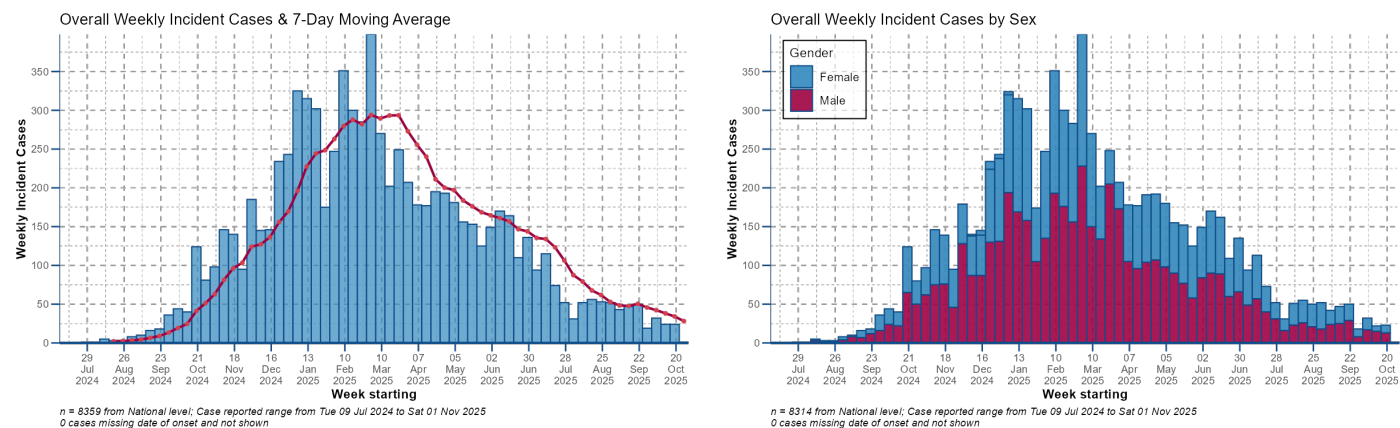 Overall Weekly Incident Cases & 7-Day Moving Average
Weekly Incident Cases
350
300
250
200
150
100
50
0
29 26 23 21 18 16 13 10 10 07 05 02 30 28 25 22 20
Jul Aug Sep Oct Nov Dec Jan Feb Mar Apr May Jun Jun Jul Aug Sep Oct
2024 2024 2024 2024 2024 2024 2025 2025 2025 2025 2025 2025 2025 2025 2025 2025 2025
Week starting
n = 8359 from National level; Case reported range from Tue 09 Jul 2024 to Sat 01 Nov 2025
0 cases missing date of onset and not shown
Overall Weekly Incident Cases by Sex
Gender
Female
Male
Weekly Incident Cases
350
300
250
200
150
100
50
0
29 26 23 21 18 16 13 10 10 07 05 02 30 28 25 22 20
Jul Aug Sep Oct Nov Dec Jan Feb Mar Apr May Jun Jun Jul Aug Sep Oct
2024 2024 2024 2024 2024 2024 2025 2025 2025 2025 2025 2025 2025 2025 2025 2025 2025
Week starting
n = 8314 from National level; Case reported range from Tue 09 Jul 2024 to Sat 01 Nov 2025
0 cases missing date of onset and not shown